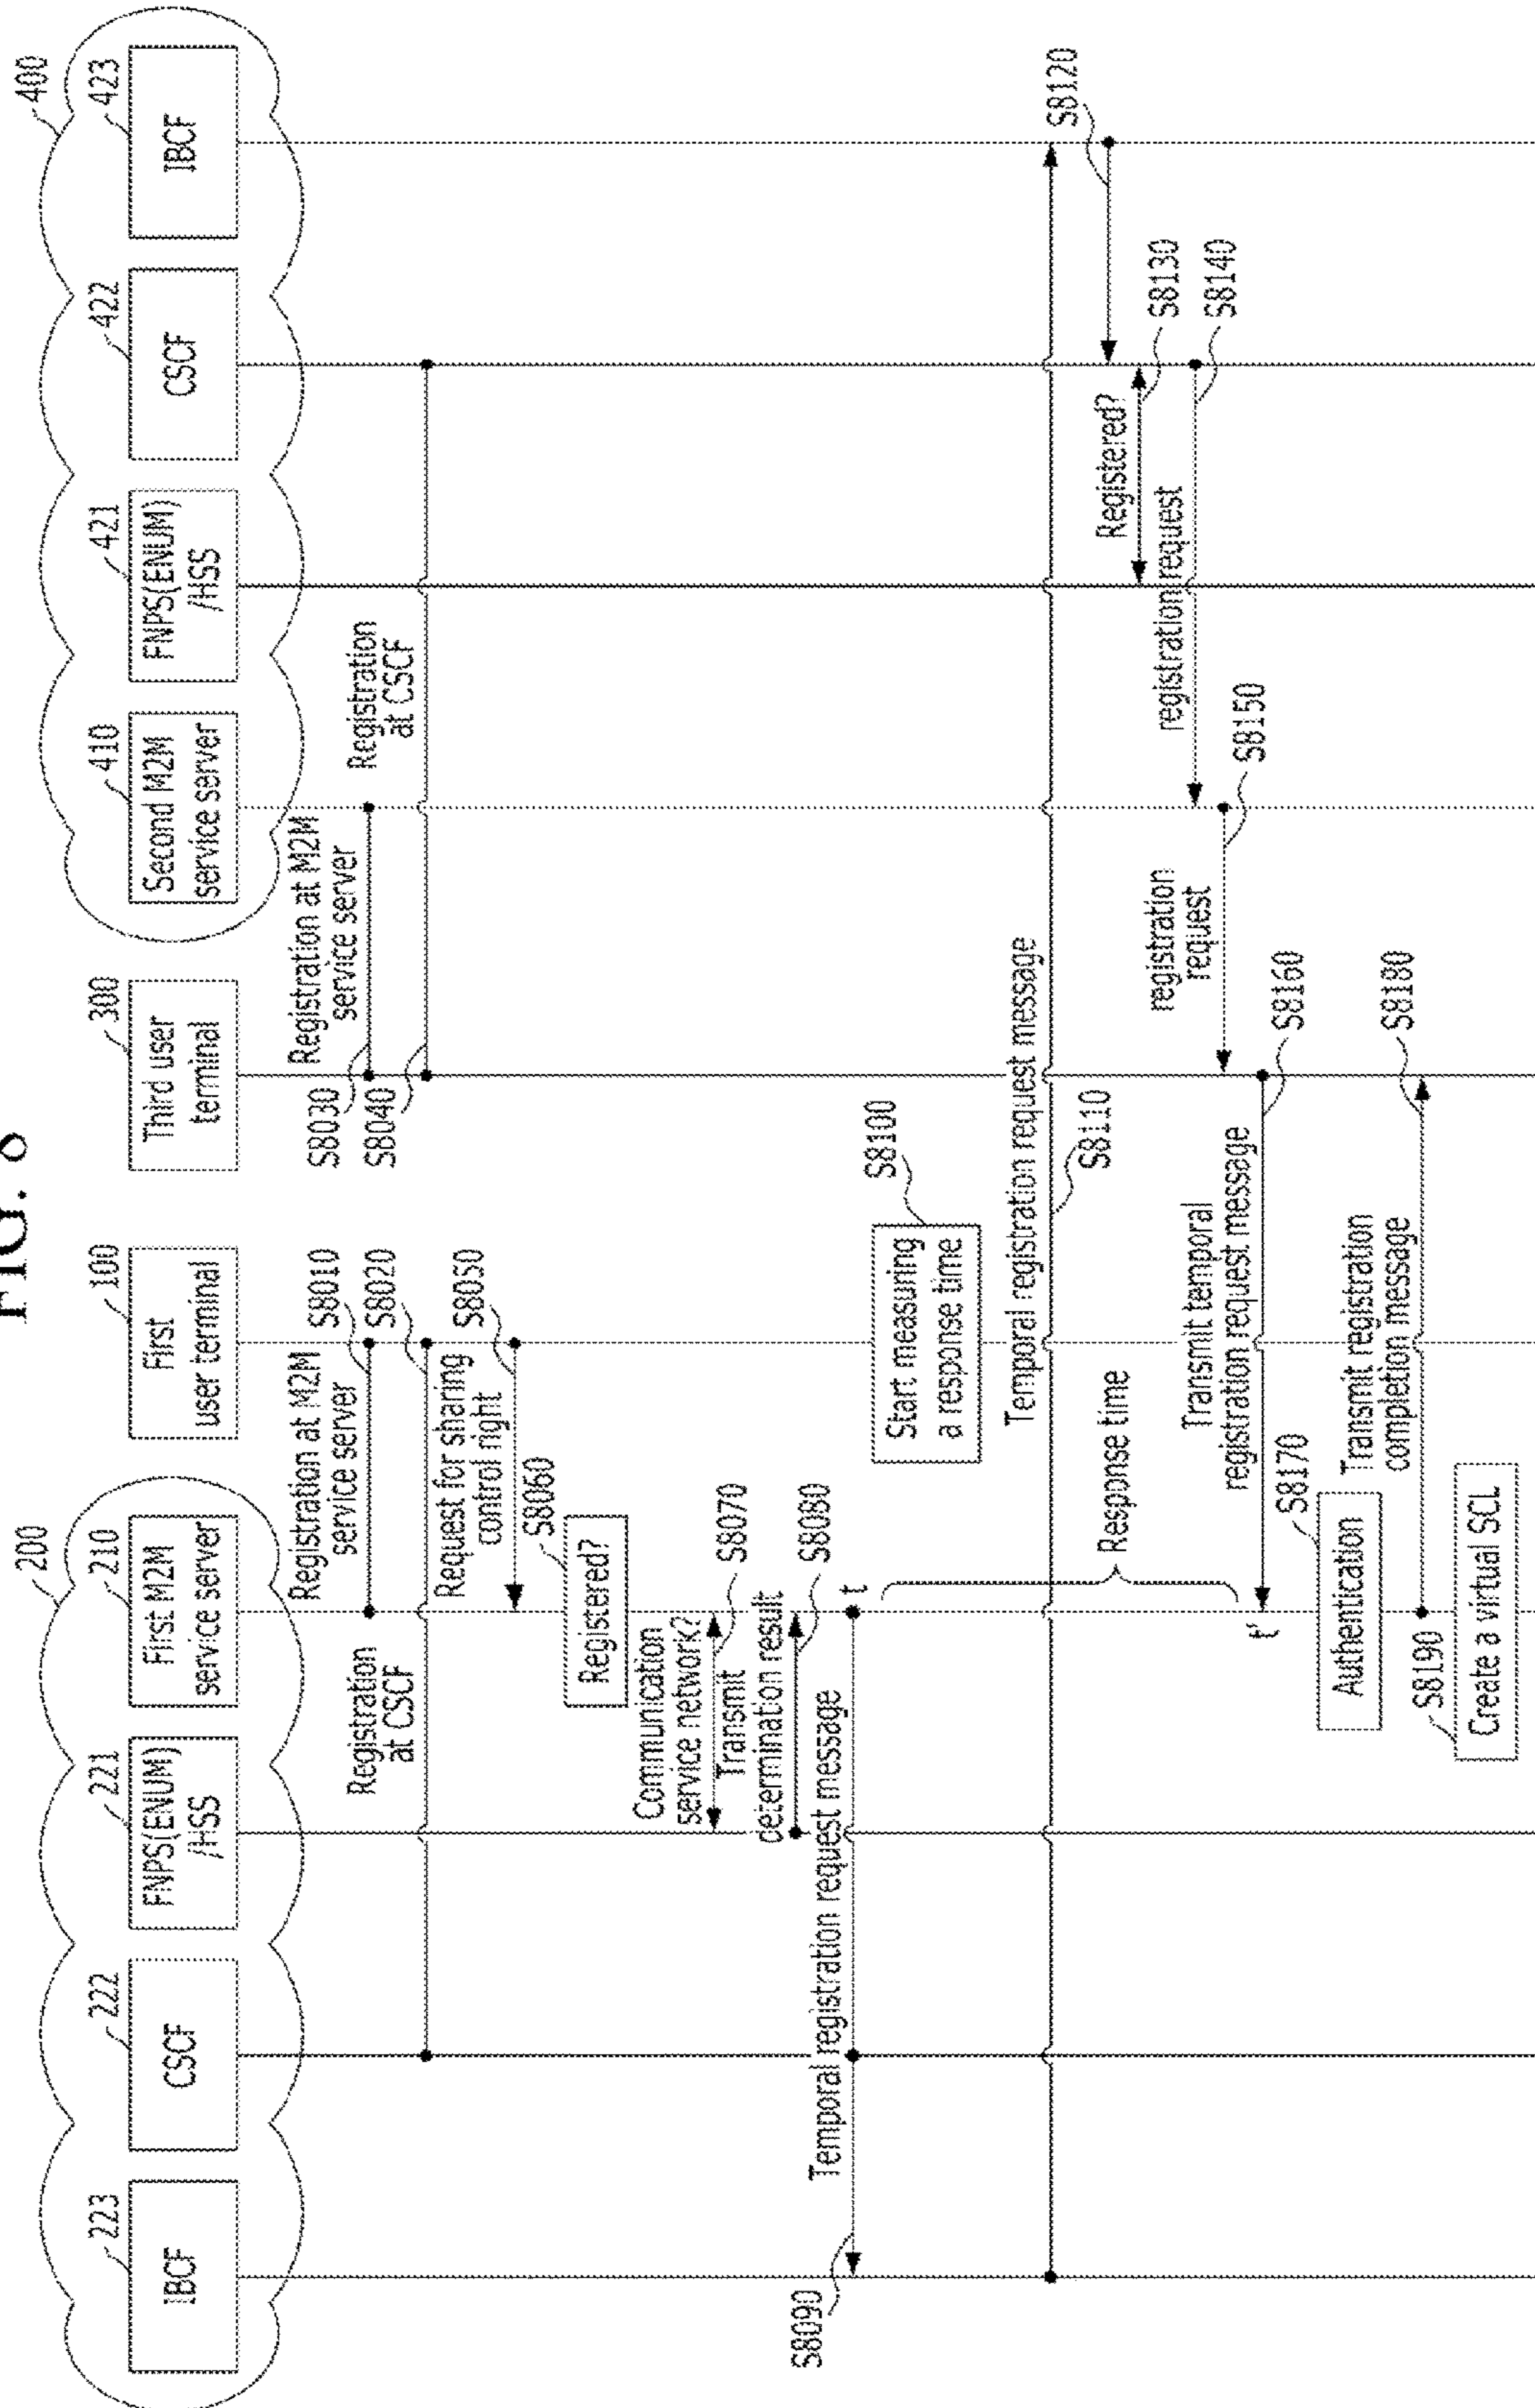 FIG. 8
200
400
223
222
221
210
100
300
410
421
422
423
IBCF
CSCF
FNPS(ENUM)
/HSS
First M2M
service server
First
user terminal
Third user
terminal
Second M2M
service server
FNPS(ENUM)
/HSS
CSCF
IBCF
Registration at M2M
service server
S8010
Registration
at CSCF
S8020
S8030
Registration at M2M
service server
S8040
Registration
at CSCF
Request for sharing
control right
S8050
S8060
Registered?
Communication
service network?
S8070
Transmit
determination result
S8080
Temporal registration request message
S8090
t
Start measuring
a response time
S8100
Temporal registration request message
S8110
S8120
Registered?
S8130
registration request
S8140
registration
request
S8150
Response time
Transmit temporal
registration request message
S8160
t'
S8170
Authentication
Transmit registration
completion message
S8180
S8190
Create a virtual SCL